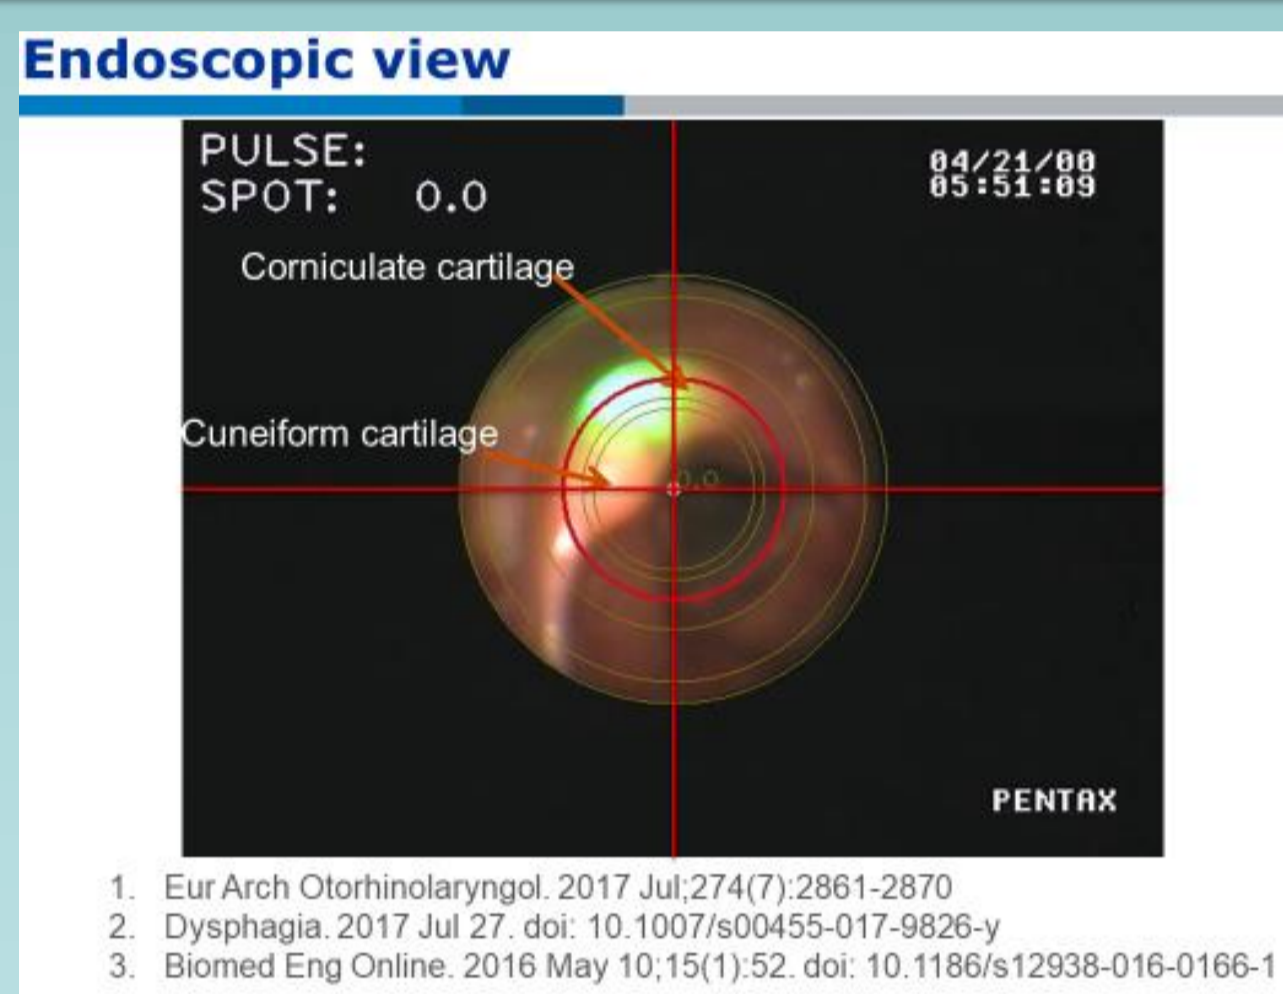 Endoscopic view
PULSE:
SPOT: 0.0
04/21/00
05:51:09
Corniculate cartilage
Cuneiform cartilage
0.0
PENTAX
1. Eur Arch Otorhinolaryngol. 2017 Jul;274(7):2861-2870
2. Dysphagia. 2017 Jul 27. doi: 10.1007/s00455-017-9826-y
3. Biomed Eng Online. 2016 May 10;15(1):52. doi: 10.1186/s12938-016-0166-1